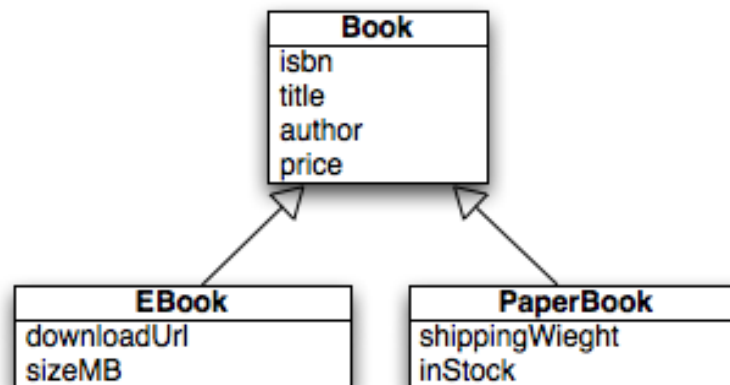 Book
isbn
title
author
price
EBook
downloadUrl
sizeMB
PaperBook
shippingWieght
inStock